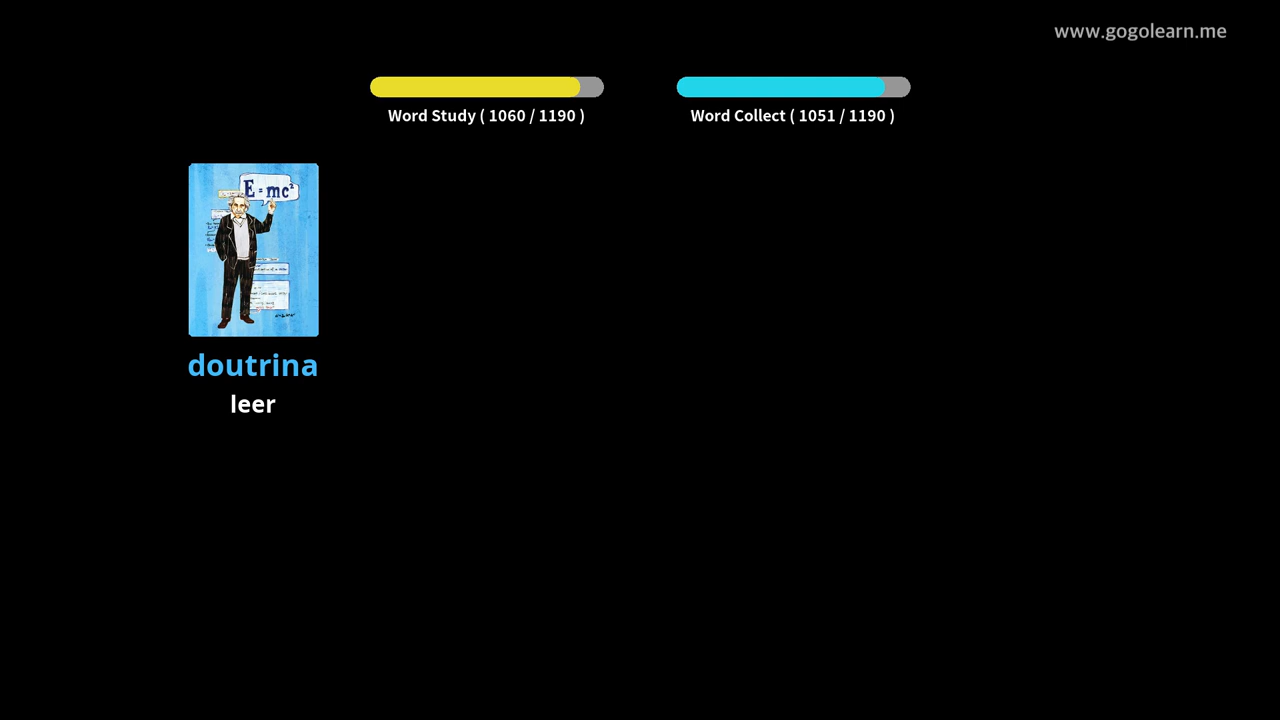 www.gogolearn.me
Word Study ( 1060 / 1190 )
Word Collect ( 1051 / 1190 )
E = mc²
doutrina
leer